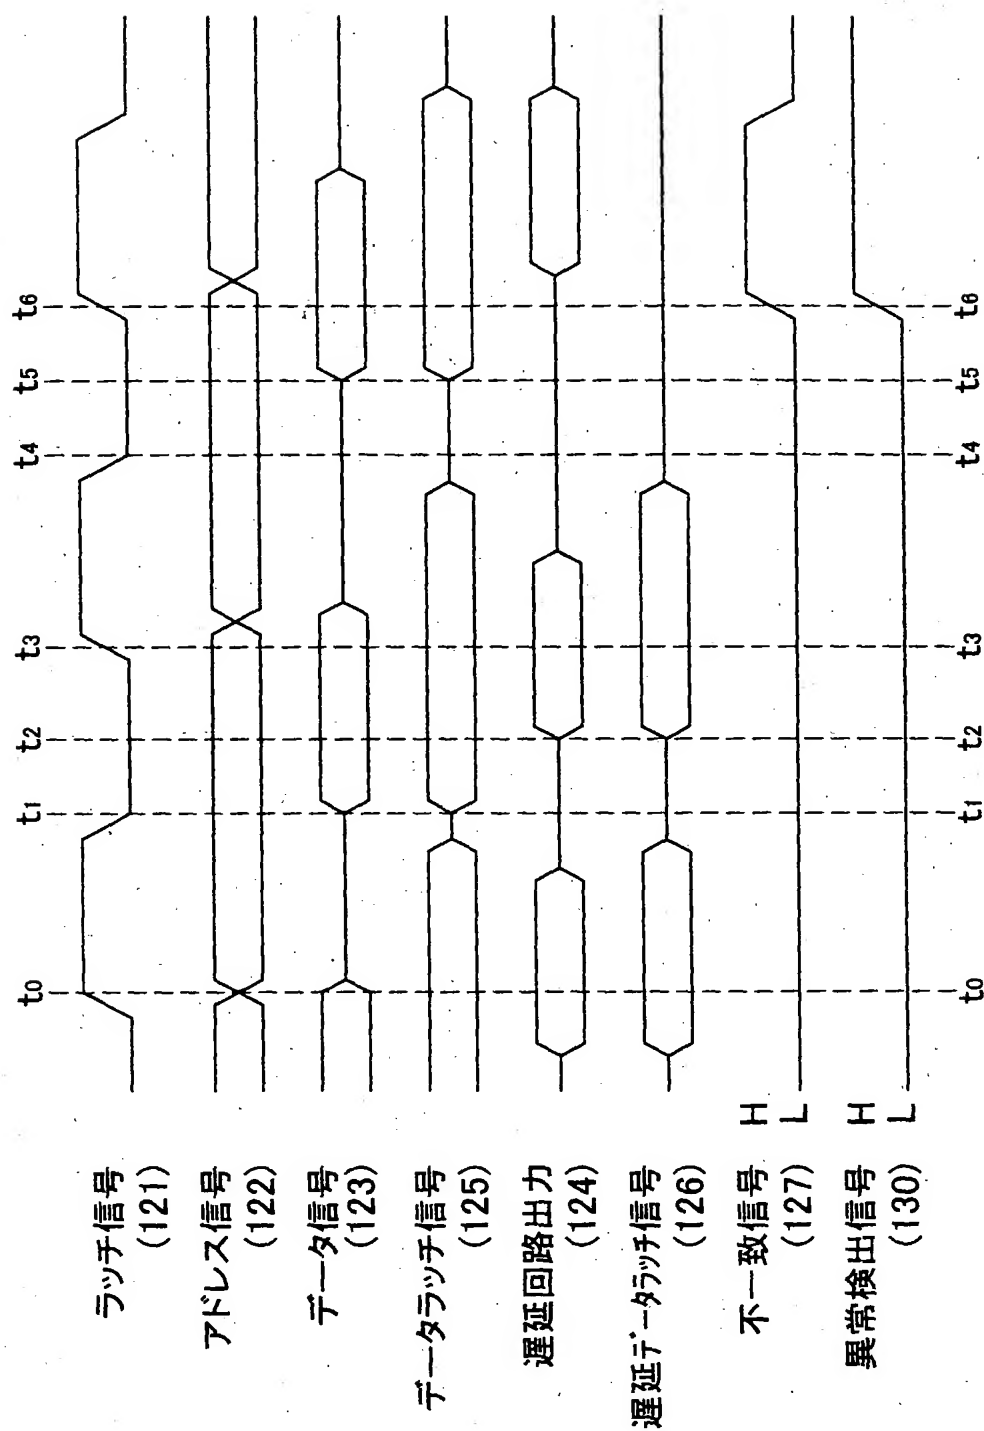 t0 t1 t2 t3 t4 t5 t6
ラッチ信号
(121)
アドレス信号
(122)
データ信号
(123)
データラッチ信号
(125)
遅延回路出力
(124)
遅延データラッチ信号
(126)
不一致信号
(127)
H
L
異常検出信号
(130)
H
L
t0 t1 t2 t3 t4 t5 t6